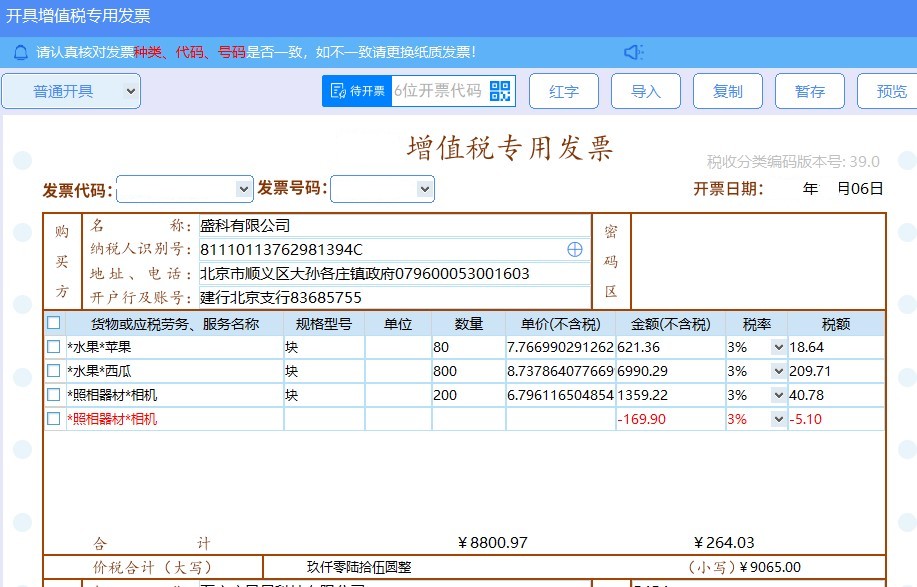 开具增值税专用发票
请认真核对发票种类、代码、号码是否一致，如不一致请更换纸质发票！
普通开具 待开票 6位开票代码 红字 导入 复制 暂存 预览
增值税专用发票
税收分类编码版本号: 39.0
发票代码: 发票号码: 开票日期: 年 月06日
购买方
名 称: 盛科有限公司
纳税人识别号: 81110113762981394C
地址、电话: 北京市顺义区大孙各庄镇政府079600053001603
开户行及账号: 建行北京支行83685755
密码区
货物或应税劳务、服务名称 规格型号 单位 数量 单价(不含税) 金额(不含税) 税率 税额
*水果*苹果 块 80 7.766990291262 621.36 3% 18.64
*水果*西瓜 块 800 8.737864077669 6990.29 3% 209.71
*照相器材*相机 块 200 6.796116504854 1359.22 3% 40.78
*照相器材*相机 -169.90 3% -5.10
合 计 ¥8800.97 ¥264.03
价税合计（大写） 玖仟零陆拾伍圆整 （小写）¥9065.00